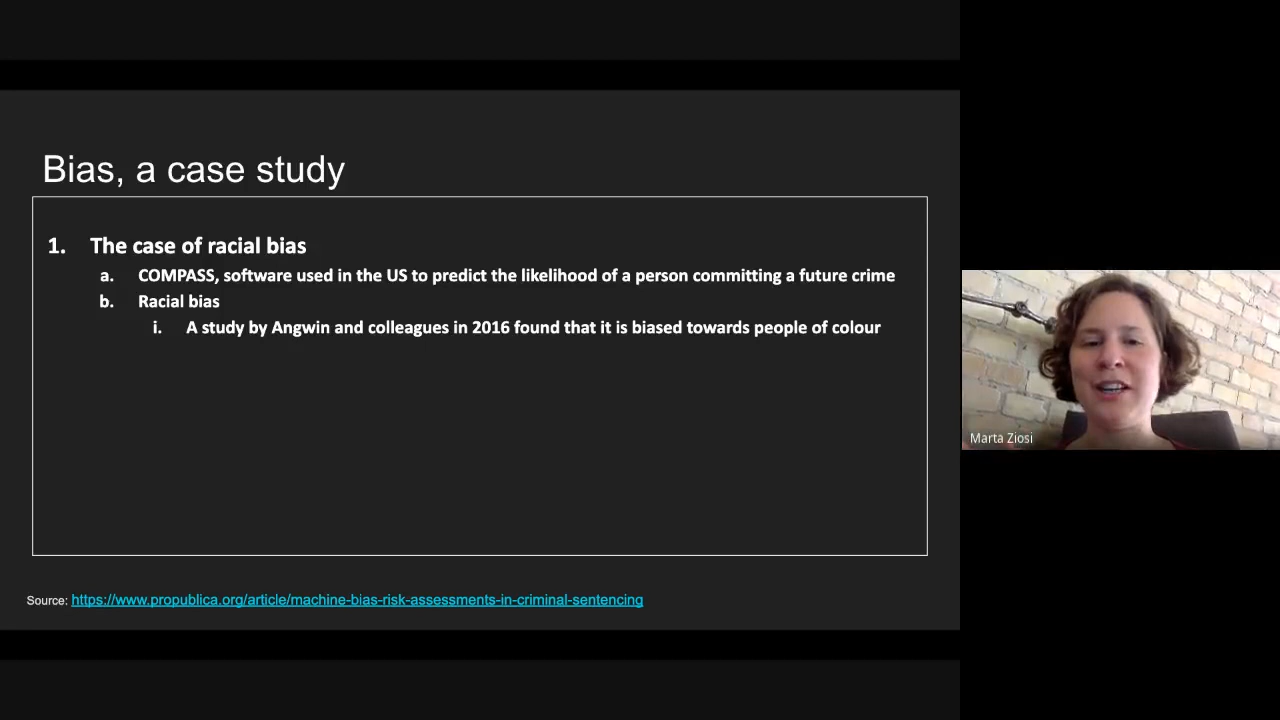 Bias, a case study
1. The case of racial bias
a. COMPASS, software used in the US to predict the likelihood of a person committing a future crime
b. Racial bias
i. A study by Angwin and colleagues in 2016 found that it is biased towards people of colour
Source: https://www.propublica.org/article/machine-bias-risk-assessments-in-criminal-sentencing
Marta Ziosi